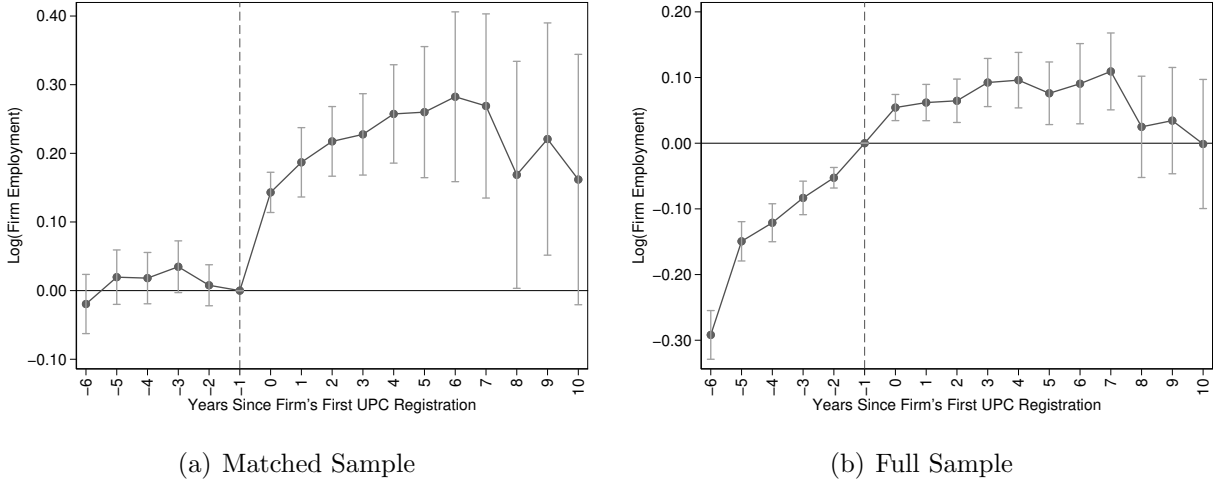 0.40
0.30
0.20
0.10
0.00
−0.10
Log(Firm Employment)
−6 −5 −4 −3 −2 −1 0 1 2 3 4 5 6 7 8 9 10
Years Since Firm's First UPC Registration
(a) Matched Sample
0.20
0.10
0.00
−0.10
−0.20
−0.30
Log(Firm Employment)
−6 −5 −4 −3 −2 −1 0 1 2 3 4 5 6 7 8 9 10
Years Since Firm's First UPC Registration
(b) Full Sample